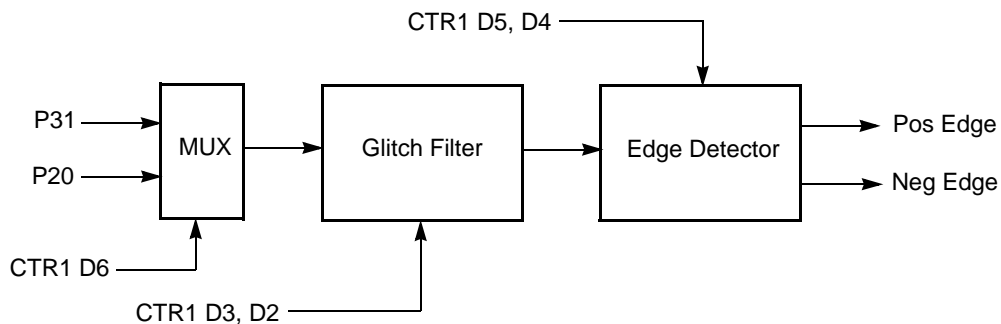 CTR1 D5, D4
P31
P20
MUX
Glitch Filter
Edge Detector
Pos Edge
Neg Edge
CTR1 D6
CTR1 D3, D2